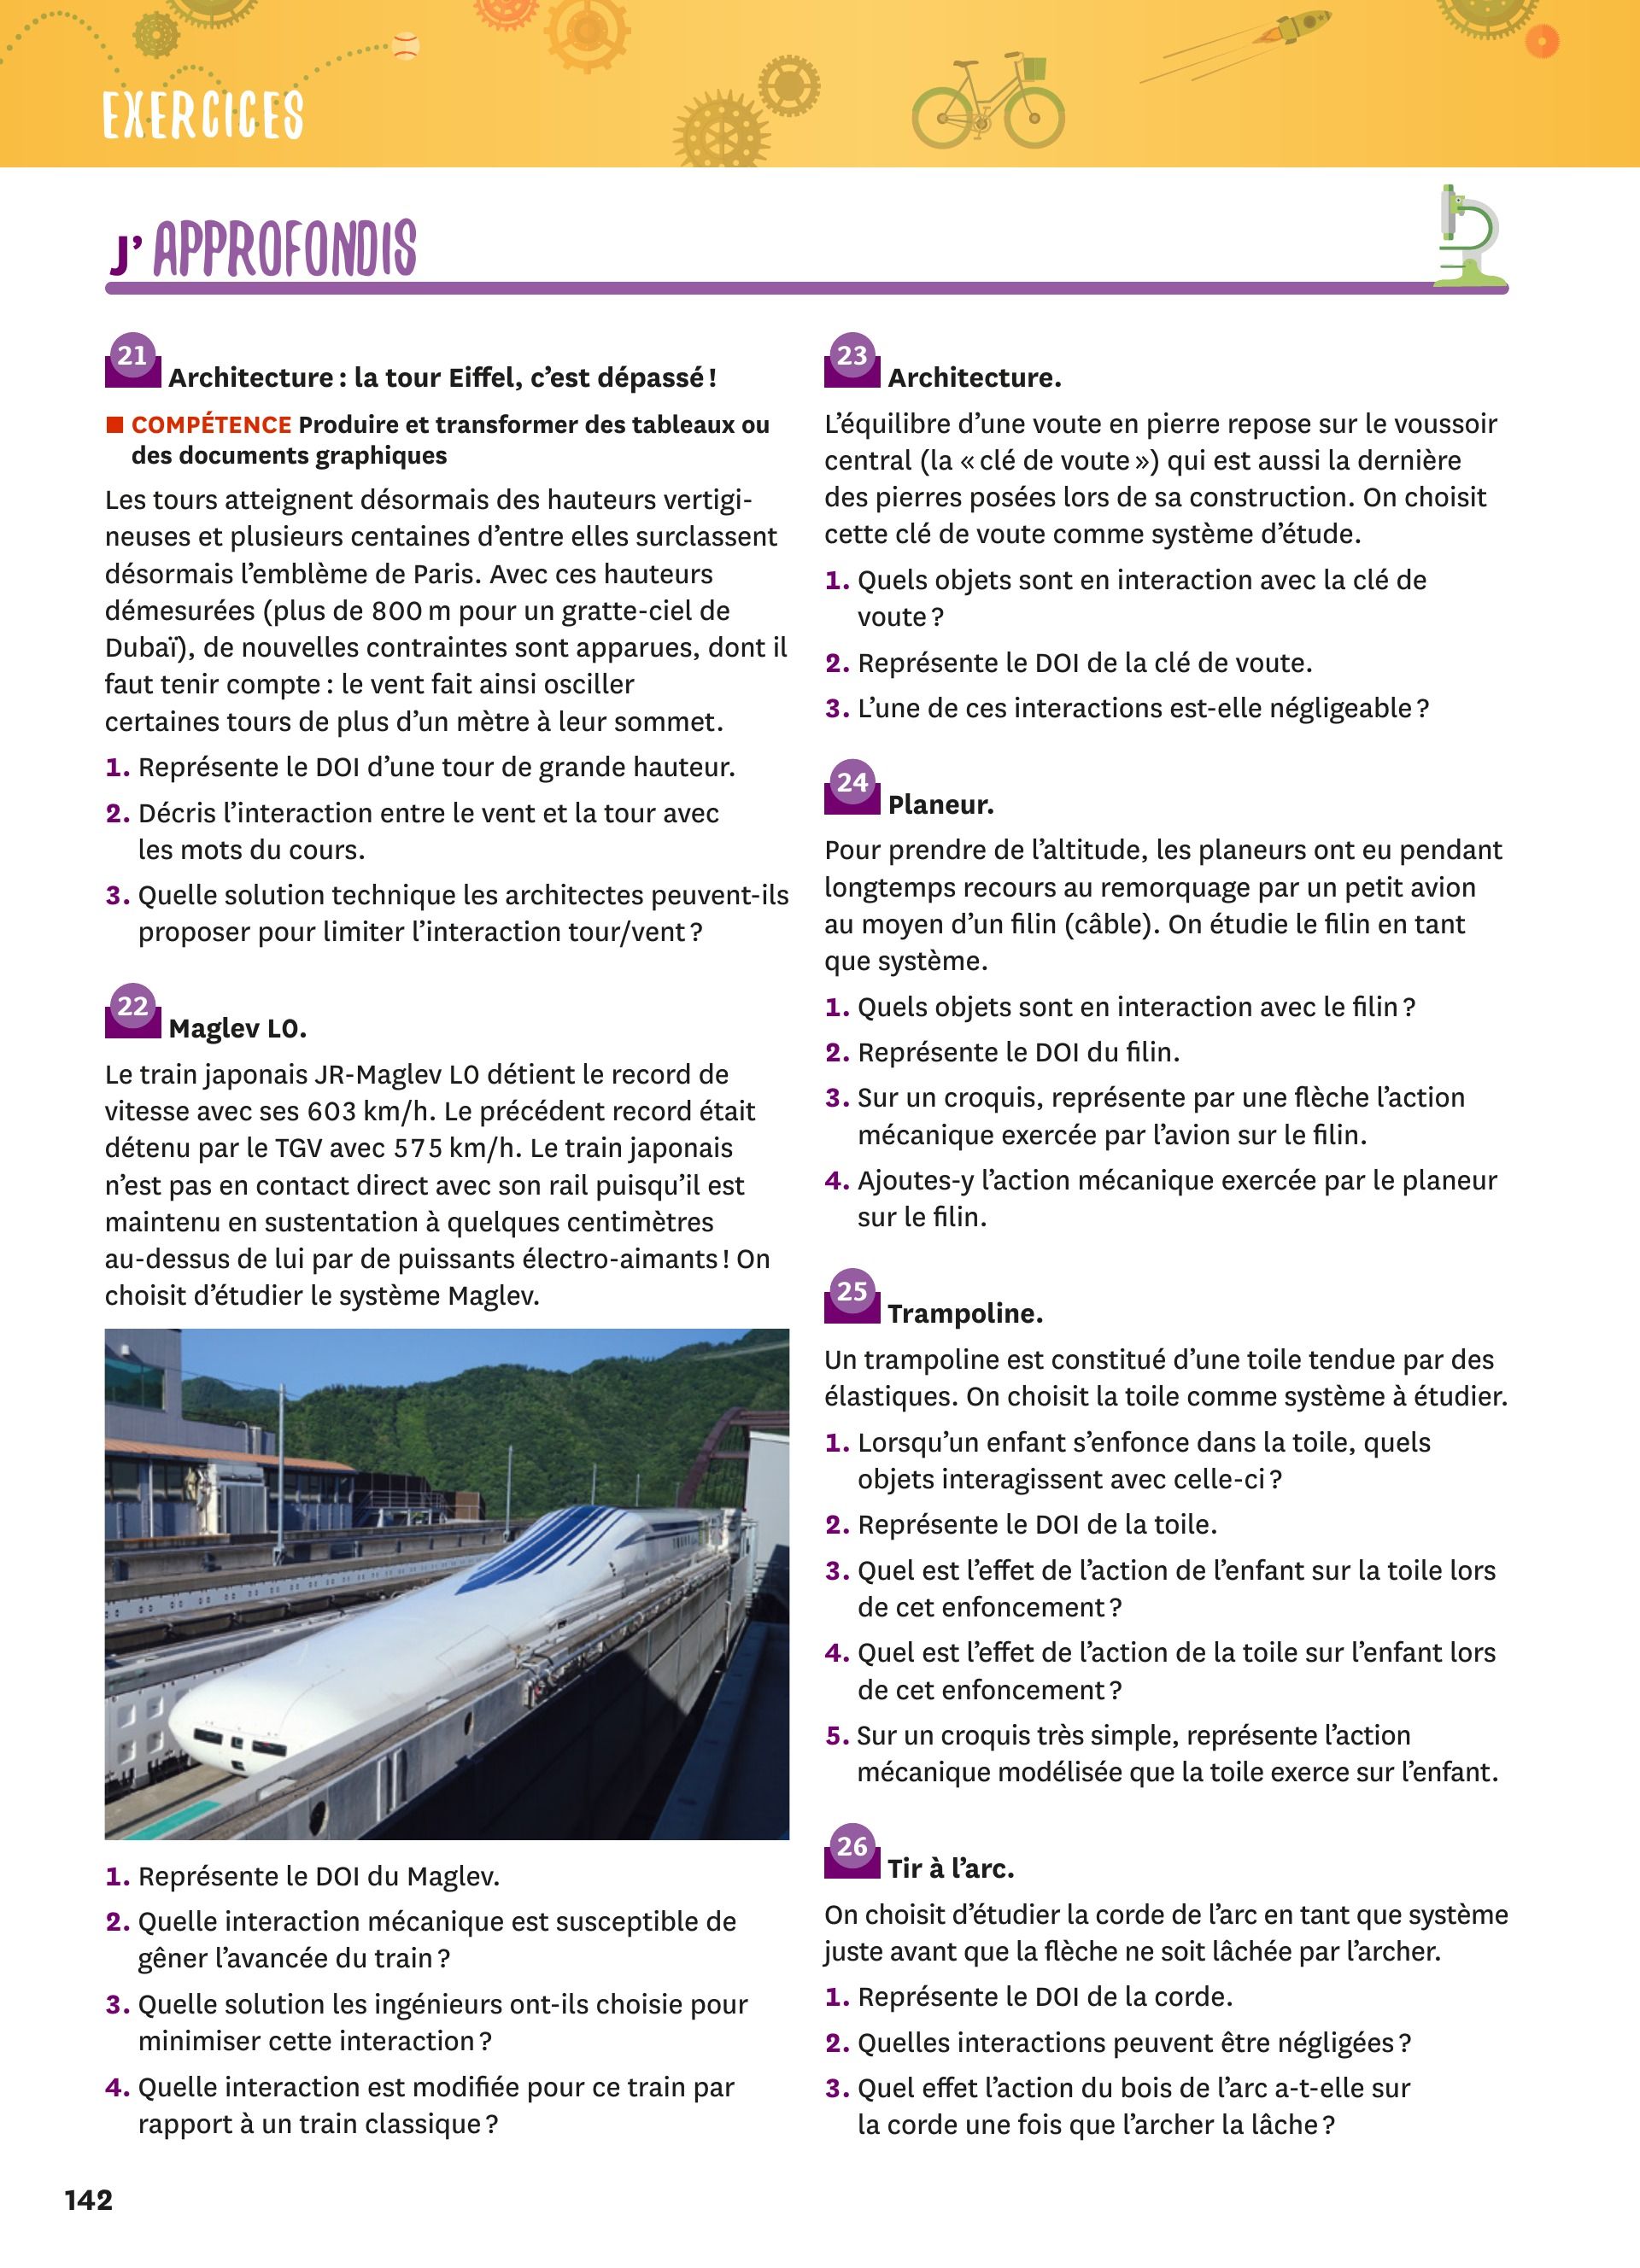 EXERCICES
J’APPROFONDIS
21 Architecture : la tour Eiffel, c’est dépassé !
■ COMPÉTENCE Produire et transformer des tableaux ou
des documents graphiques
Les tours atteignent désormais des hauteurs vertigi-
neuses et plusieurs centaines d’entre elles surclassent
désormais l’emblème de Paris. Avec ces hauteurs
démesurées (plus de 800 m pour un gratte-ciel de
Dubaï), de nouvelles contraintes sont apparues, dont il
faut tenir compte : le vent fait ainsi osciller
certaines tours de plus d’un mètre à leur sommet.
1. Représente le DOI d’une tour de grande hauteur.
2. Décris l’interaction entre le vent et la tour avec
les mots du cours.
3. Quelle solution technique les architectes peuvent-ils
proposer pour limiter l’interaction tour/vent ?
22 Maglev L0.
Le train japonais JR-Maglev L0 détient le record de
vitesse avec ses 603 km/h. Le précédent record était
détenu par le TGV avec 575 km/h. Le train japonais
n’est pas en contact direct avec son rail puisqu’il est
maintenu en sustentation à quelques centimètres
au-dessus de lui par de puissants électro-aimants ! On
choisit d’étudier le système Maglev.
1. Représente le DOI du Maglev.
2. Quelle interaction mécanique est susceptible de
gêner l’avancée du train ?
3. Quelle solution les ingénieurs ont-ils choisie pour
minimiser cette interaction ?
4. Quelle interaction est modifiée pour ce train par
rapport à un train classique ?
23 Architecture.
L’équilibre d’une voute en pierre repose sur le voussoir
central (la « clé de voute ») qui est aussi la dernière
des pierres posées lors de sa construction. On choisit
cette clé de voute comme système d’étude.
1. Quels objets sont en interaction avec la clé de
voute ?
2. Représente le DOI de la clé de voute.
3. L’une de ces interactions est-elle négligeable ?
24 Planeur.
Pour prendre de l’altitude, les planeurs ont eu pendant
longtemps recours au remorquage par un petit avion
au moyen d’un filin (câble). On étudie le filin en tant
que système.
1. Quels objets sont en interaction avec le filin ?
2. Représente le DOI du filin.
3. Sur un croquis, représente par une flèche l’action
mécanique exercée par l’avion sur le filin.
4. Ajoutes-y l’action mécanique exercée par le planeur
sur le filin.
25 Trampoline.
Un trampoline est constitué d’une toile tendue par des
élastiques. On choisit la toile comme système à étudier.
1. Lorsqu’un enfant s’enfonce dans la toile, quels
objets interagissent avec celle-ci ?
2. Représente le DOI de la toile.
3. Quel est l’effet de l’action de l’enfant sur la toile lors
de cet enfoncement ?
4. Quel est l’effet de l’action de la toile sur l’enfant lors
de cet enfoncement ?
5. Sur un croquis très simple, représente l’action
mécanique modélisée que la toile exerce sur l’enfant.
26 Tir à l’arc.
On choisit d’étudier la corde de l’arc en tant que système
juste avant que la flèche ne soit lâchée par l’archer.
1. Représente le DOI de la corde.
2. Quelles interactions peuvent être négligées ?
3. Quel effet l’action du bois de l’arc a-t-elle sur
la corde une fois que l’archer la lâche ?
142